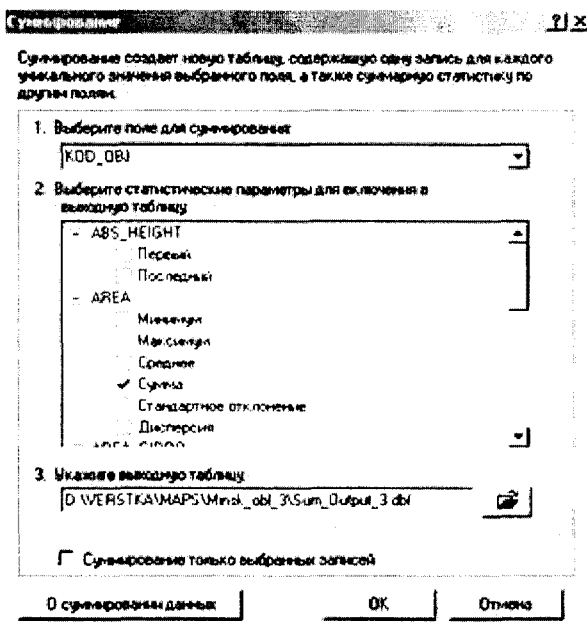 Суммирование
Суммирование создает новую таблицу, содержащую одну запись для каждого
уникального значения выбранного поля, а также суммарную статистику по
другим полям.
1. Выберите поле для суммирования:
KOD_OBJ
2. Выберите статистические параметры для включения в
выходную таблицу
ABS_HEIGHT
Первый
Последний
AREA
Минимум
Максимум
Среднее
Сумма
Стандартное отклонение
Дисперсия
3. Укажите выходную таблицу:
D:\VERSTKA\MAPS\Minsk_obl_3\Sum_Output_3.dbf
Суммирование только выбранных записей
О суммировании данных
OK
Отмена